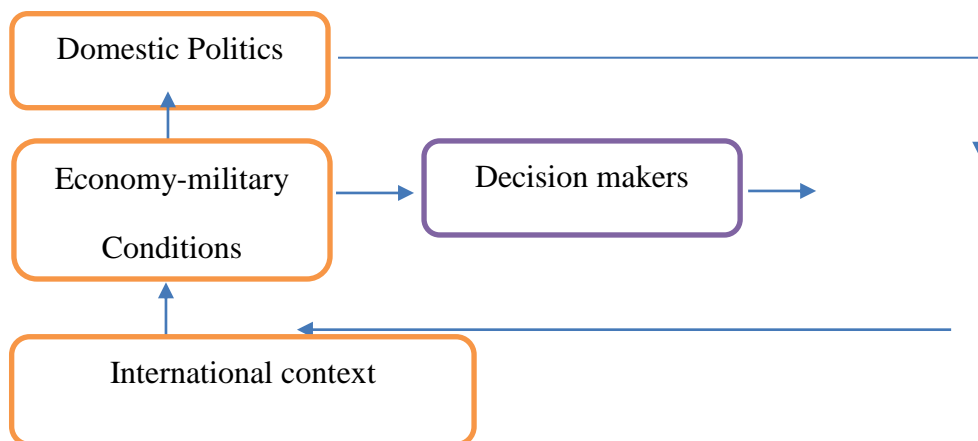 Domestic Politics
Economy-military
Conditions
Decision makers
International context